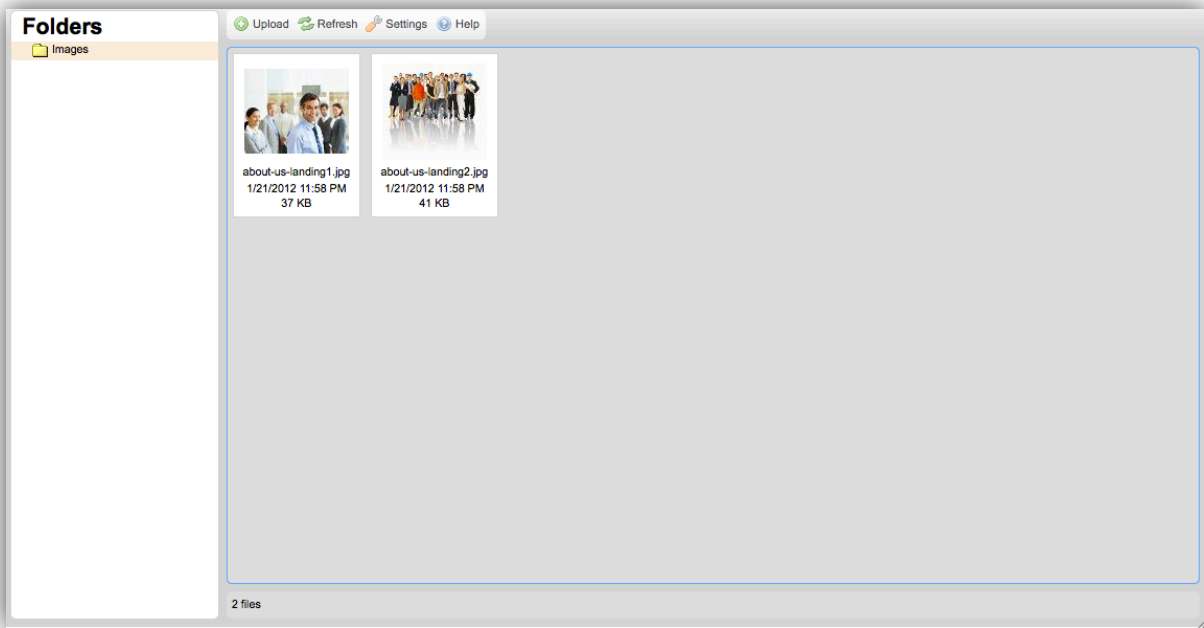 Folders
Images
Upload Refresh Settings Help
about-us-landing1.jpg
1/21/2012 11:58 PM
37 KB
about-us-landing2.jpg
1/21/2012 11:58 PM
41 KB
2 files